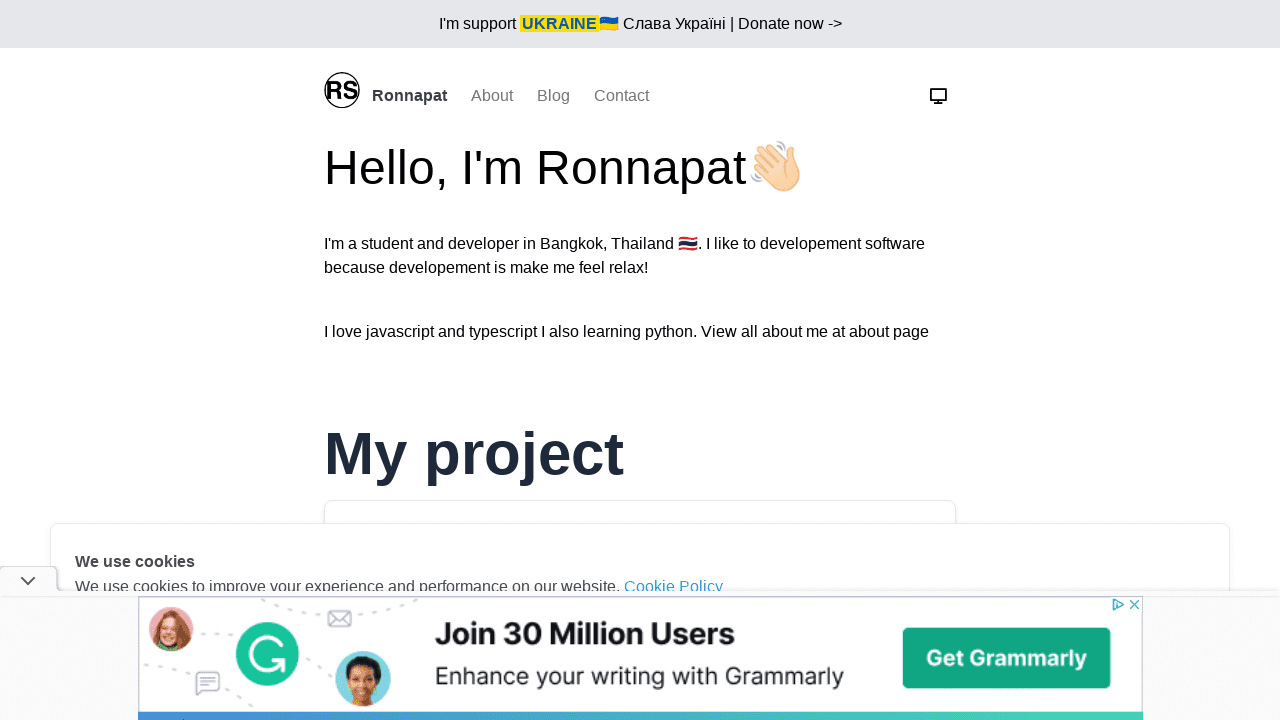 I'm support UKRAINE🇺🇦 Слава Україні | Donate now ->
RS Ronnapat About Blog Contact
Hello, I'm Ronnapat👋🏻
I'm a student and developer in Bangkok, Thailand 🇹🇭. I like to developement software
because developement is make me feel relax!
I love javascript and typescript I also learning python. View all about me at about page
My project
We use cookies
We use cookies to improve your experience and performance on our website. Cookie Policy
Join 30 Million Users
Enhance your writing with Grammarly
Get Grammarly